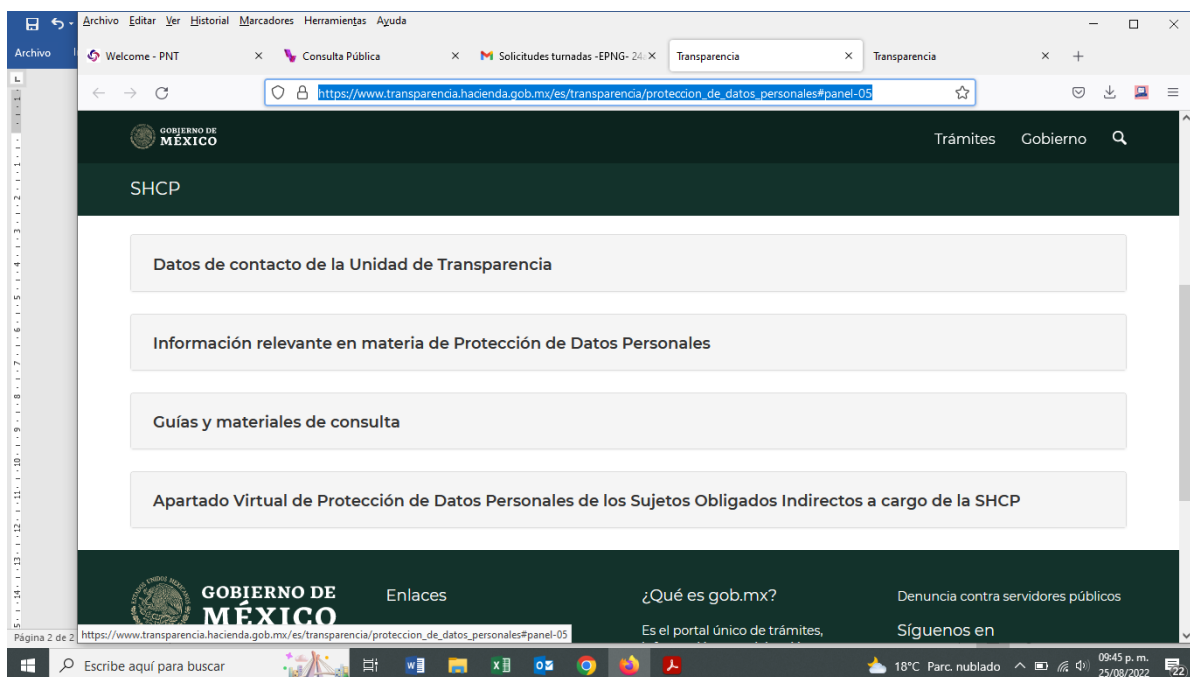 Archivo Editar Ver Historial Marcadores Herramientas Ayuda
Archivo
Welcome - PNT
Consulta Pública
Solicitudes turnadas -EPNG- 24
Transparencia
Transparencia
https://www.transparencia.hacienda.gob.mx/es/transparencia/proteccion_de_datos_personales#panel-05
GOBIERNO DE
MÉXICO
Trámites Gobierno
SHCP
Datos de contacto de la Unidad de Transparencia
Información relevante en materia de Protección de Datos Personales
Guías y materiales de consulta
Apartado Virtual de Protección de Datos Personales de los Sujetos Obligados Indirectos a cargo de la SHCP
GOBIERNO DE
MÉXICO
Enlaces
¿Qué es gob.mx?
Es el portal único de trámites,
Denuncia contra servidores públicos
Síguenos en
Página 2 de 2
https://www.transparencia.hacienda.gob.mx/es/transparencia/proteccion_de_datos_personales#panel-05
Escribe aquí para buscar
18°C Parc. nublado
09:45 p. m.
25/08/2022
22